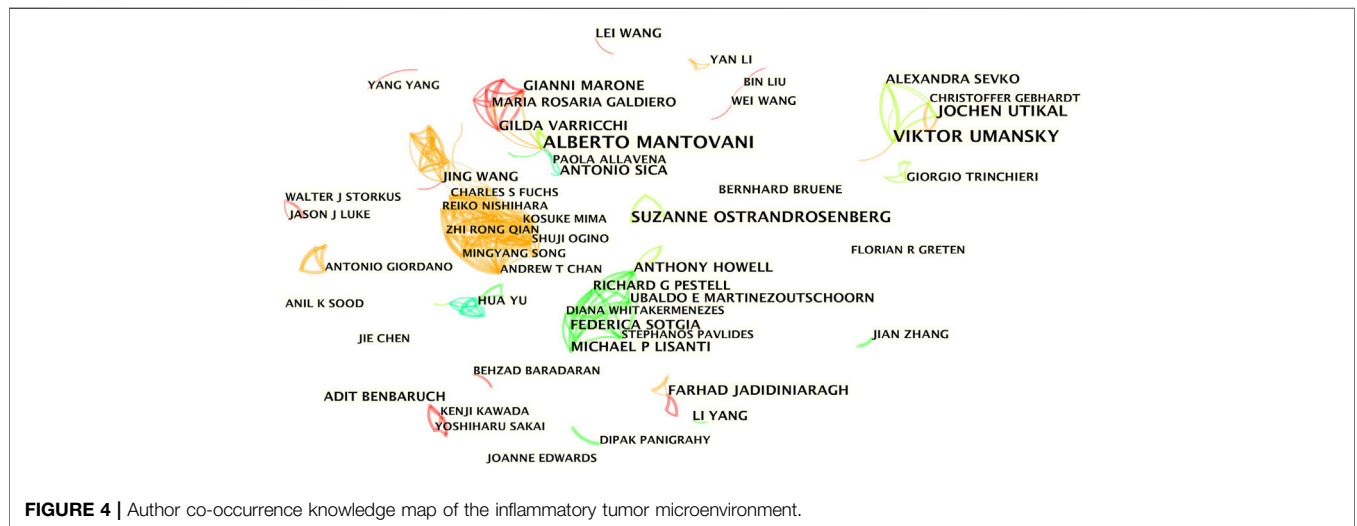 LEI WANG
YAN LI
YANG YANG
BIN LIU
WEI WANG
GIANNI MARONE
MARIA ROSARIA GALDIERO
GILDA VARRICCHI
ALBERTO MANTOVANI
PAOLA ALLAVENA
ANTONIO SICA
ALEXANDRA SEVKO
CHRISTOFFER GEBHARDT
JOCHEN UTIKAL
VIKTOR UMANSKY
GIORGIO TRINCHIERI
JING WANG
CHARLES S FUCHS
REIKO NISHIHARA
KOSUKE MIMA
ZHI RONG QIAN
SHUJI OGINO
MINGYANG SONG
ANDREW T CHAN
WALTER J STORKUS
JASON J LUKE
BERNHARD BRUENE
SUZANNE OSTRANDROSENBERG
FLORIAN R GRETEN
ANTONIO GIORDANO
ANTHONY HOWELL
RICHARD G PESTELL
UBALDO E MARTINEZOUTSCHOORN
DIANA WHITAKERMENEZES
FEDERICA SOTGIA
STEPHANOS PAVLIDES
MICHAEL P LISANTI
ANIL K SOOD
HUA YU
JIE CHEN
JIAN ZHANG
BEHZAD BARADARAN
ADIT BENBARUCH
KENJI KAWADA
YOSHIHARU SAKAI
FARHAD JADIDINIARAGH
LI YANG
DIPAK PANIGRAHY
JOANNE EDWARDS
FIGURE 4 | Author co-occurrence knowledge map of the inflammatory tumor microenvironment.